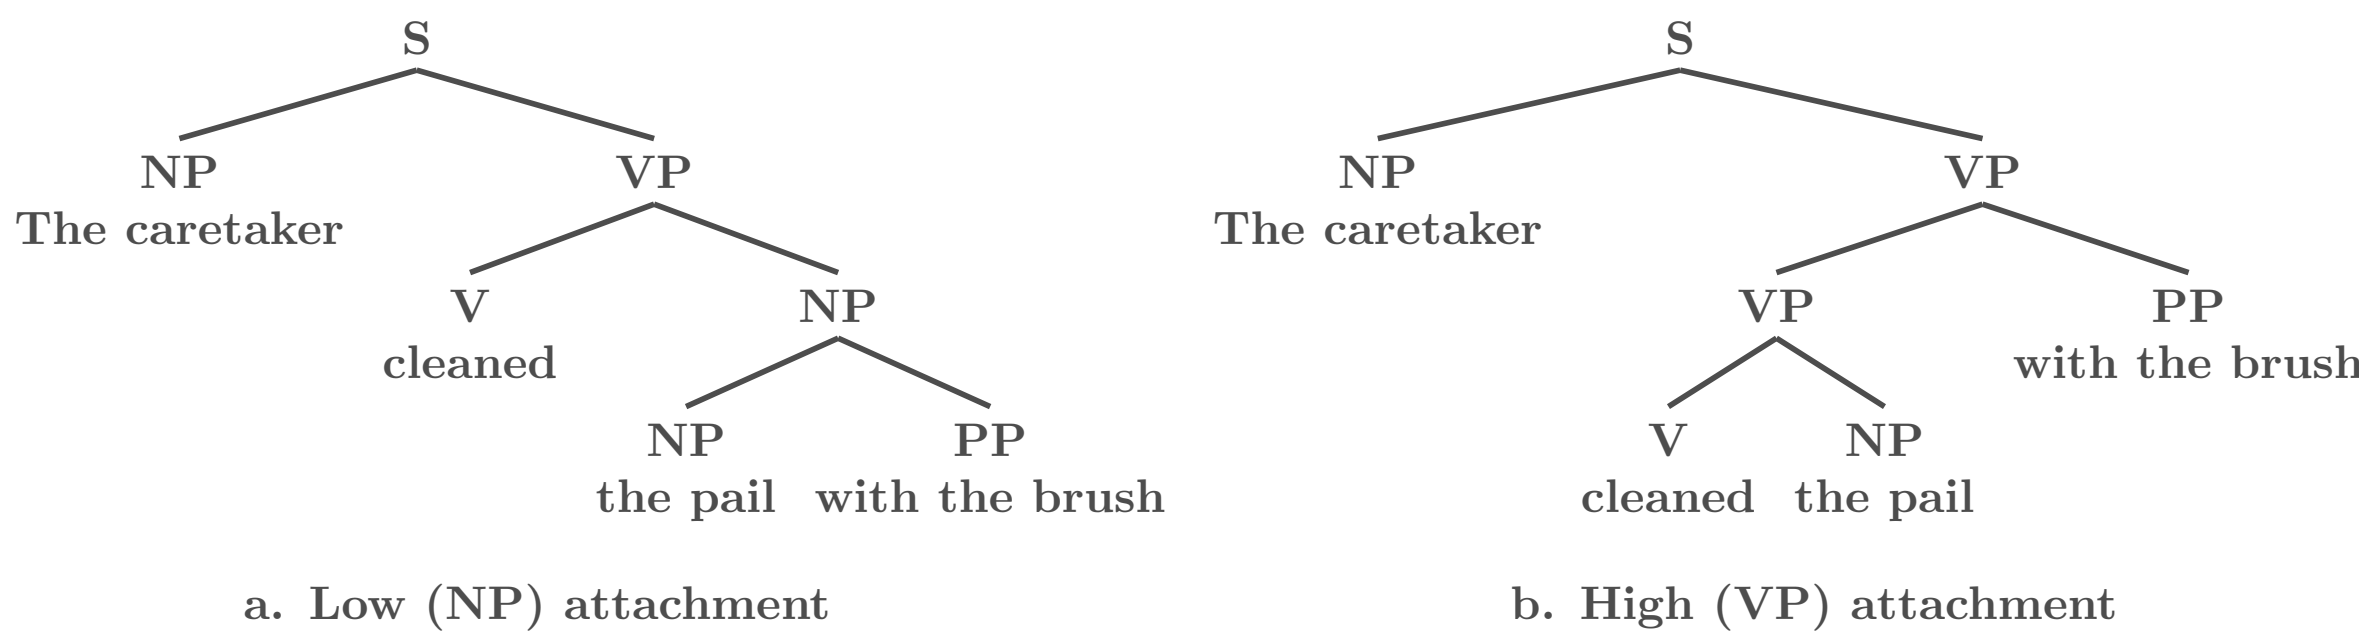 S
NP
The caretaker
VP
V
cleaned
NP
NP
the pail
PP
with the brush
a. Low (NP) attachment
S
NP
The caretaker
VP
VP
V
cleaned
NP
the pail
PP
with the brush
b. High (VP) attachment